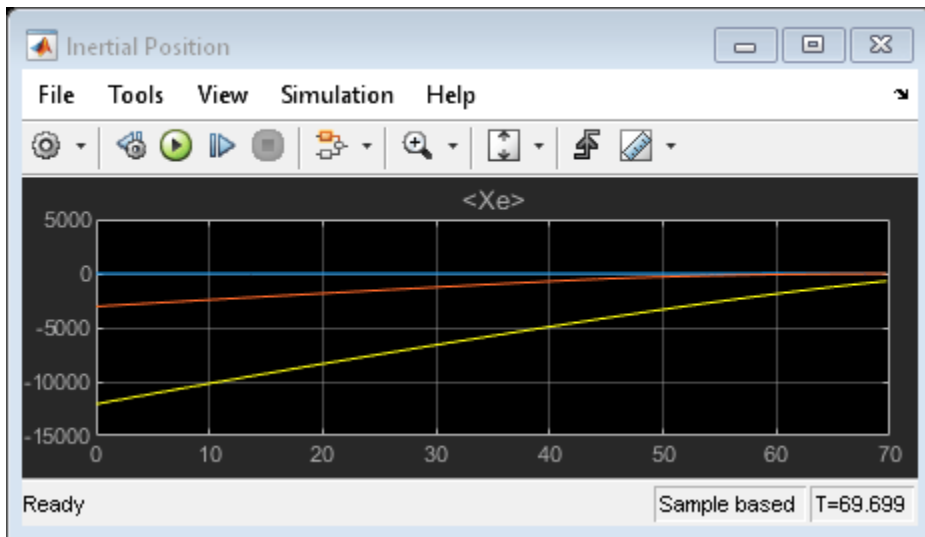 Inertial Position
File Tools View Simulation Help
<Xe>
5000
0
-5000
-10000
-15000
0 10 20 30 40 50 60 70
Ready Sample based T=69.699